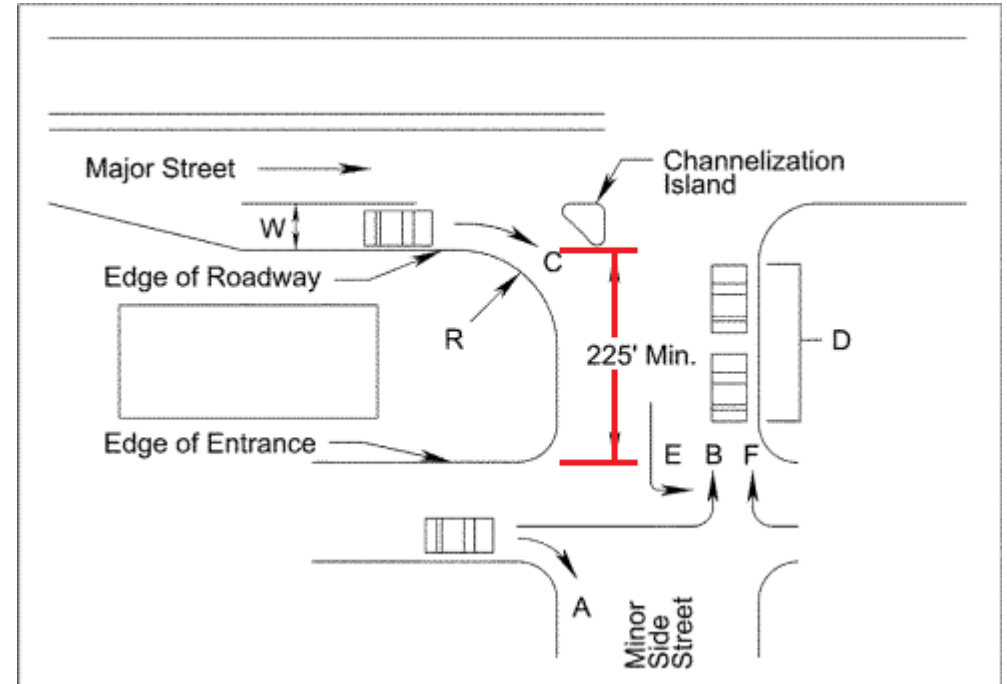 Major Street
Channelization
Island
W
C
Edge of Roadway
R
225' Min.
D
Edge of Entrance
E B F
A
Minor
Side
Street